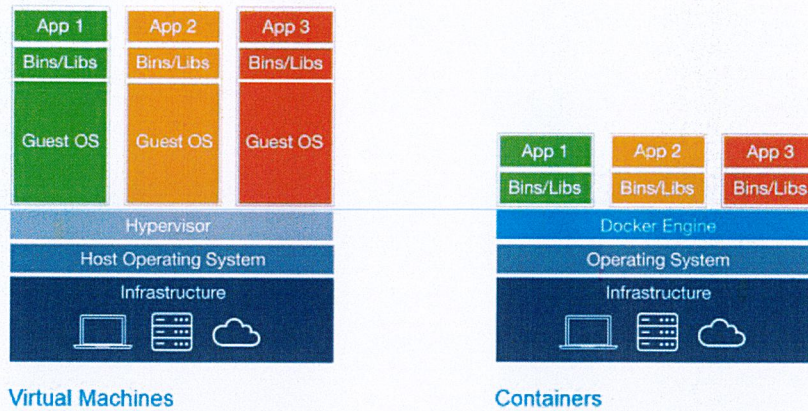 App 1
App 2
App 3
Bins/Libs
Bins/Libs
Bins/Libs
Guest OS
Guest OS
Guest OS
Hypervisor
Host Operating System
Infrastructure
Virtual Machines
App 1
App 2
App 3
Bins/Libs
Bins/Libs
Bins/Libs
Docker Engine
Operating System
Infrastructure
Containers